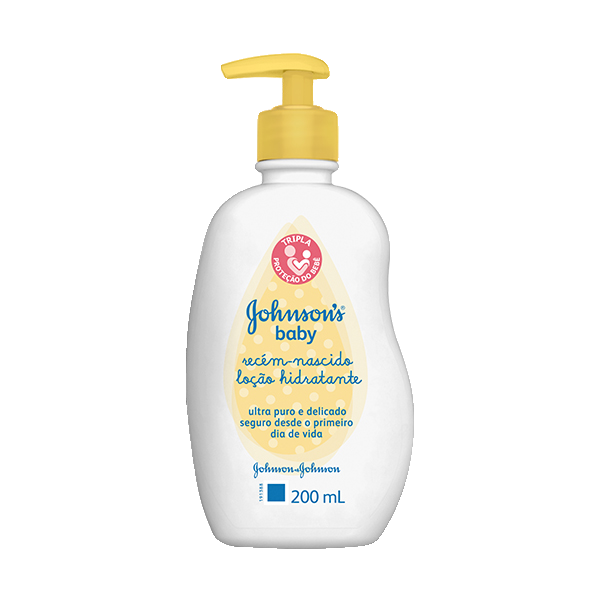 TRIPLA
PROTEÇÃO DO BEBÊ
Johnson's®
baby
recém-nascido
loção hidratante
ultra puro e delicado
seguro desde o primeiro
dia de vida
Johnson & Johnson
200 mL